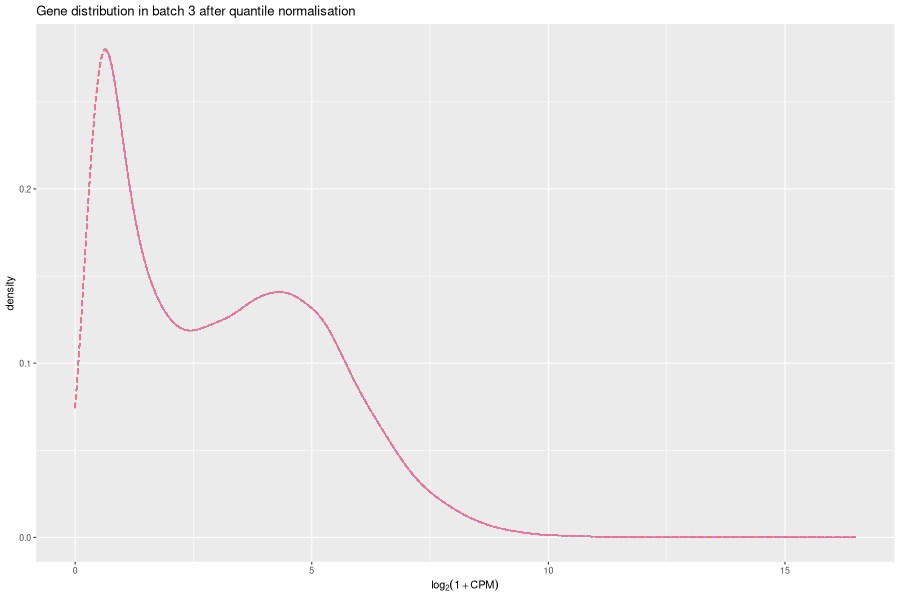 Gene distribution in batch 3 after quantile normalisation
density
0.2
0.1
0.0
0 5 10 15
log₂(1 + CPM)